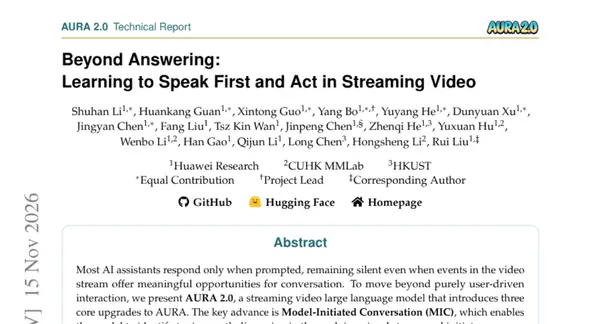 AURA 2.0 Technical Report
AURA2.0
Beyond Answering:
Learning to Speak First and Act in Streaming Video
Shuhan Li1,∗, Huankang Guan1,∗, Xintong Guo1,∗, Yang Bo1,∗,†, Yuyang He1,∗, Dunyuan Xu1,∗,
Jingyan Chen1,∗, Fang Liu1, Tsz Kin Wan1, Jinpeng Chen1,§, Zhenqi He1,3, Yuxuan Hu1,2,
Wenbo Li1,2, Han Gao1, Qijun Li1, Long Chen3, Hongsheng Li2, Rui Liu1,‡
1Huawei Research 2CUHK MMLab 3HKUST
∗Equal Contribution †Project Lead ‡Corresponding Author
GitHub Hugging Face Homepage
V] 15 Nov 2026
Abstract
Most AI assistants respond only when prompted, remaining silent even when events in the video
stream offer meaningful opportunities for conversation. To move beyond purely user-driven
interaction, we present AURA 2.0, a streaming video large language model that introduces three
core upgrades to AURA. The key advance is Model-Initiated Conversation (MIC), which enables